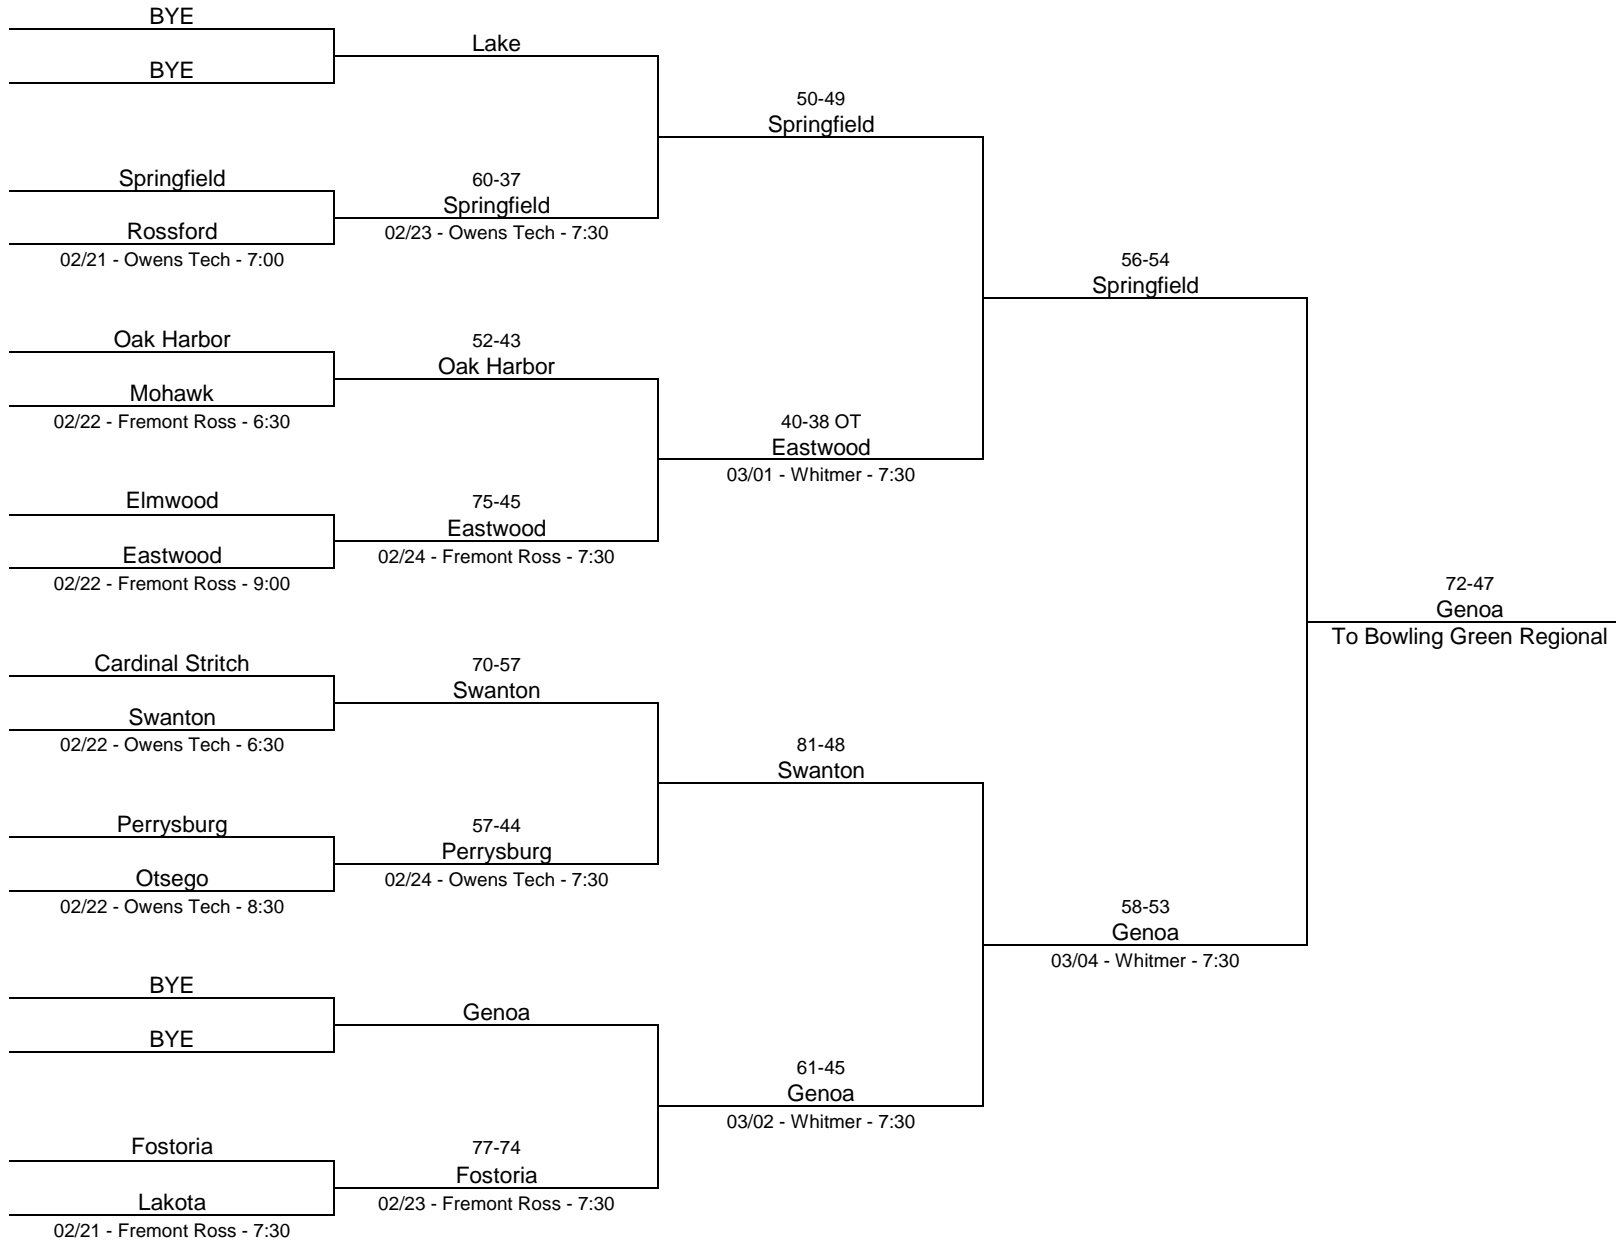 BYE
Lake
BYE
50-49
Springfield
Springfield
60-37
Springfield
Rossford
02/23 - Owens Tech - 7:30
02/21 - Owens Tech - 7:00
56-54
Springfield
Oak Harbor
52-43
Oak Harbor
Mohawk
02/22 - Fremont Ross - 6:30
40-38 OT
Eastwood
03/01 - Whitmer - 7:30
Elmwood
75-45
Eastwood
Eastwood
02/24 - Fremont Ross - 7:30
02/22 - Fremont Ross - 9:00
72-47
Genoa
To Bowling Green Regional
Cardinal Stritch
70-57
Swanton
Swanton
02/22 - Owens Tech - 6:30
81-48
Swanton
Perrysburg
57-44
Perrysburg
Otsego
02/24 - Owens Tech - 7:30
02/22 - Owens Tech - 8:30
58-53
Genoa
03/04 - Whitmer - 7:30
BYE
Genoa
BYE
61-45
Genoa
03/02 - Whitmer - 7:30
Fostoria
77-74
Fostoria
Lakota
02/23 - Fremont Ross - 7:30
02/21 - Fremont Ross - 7:30